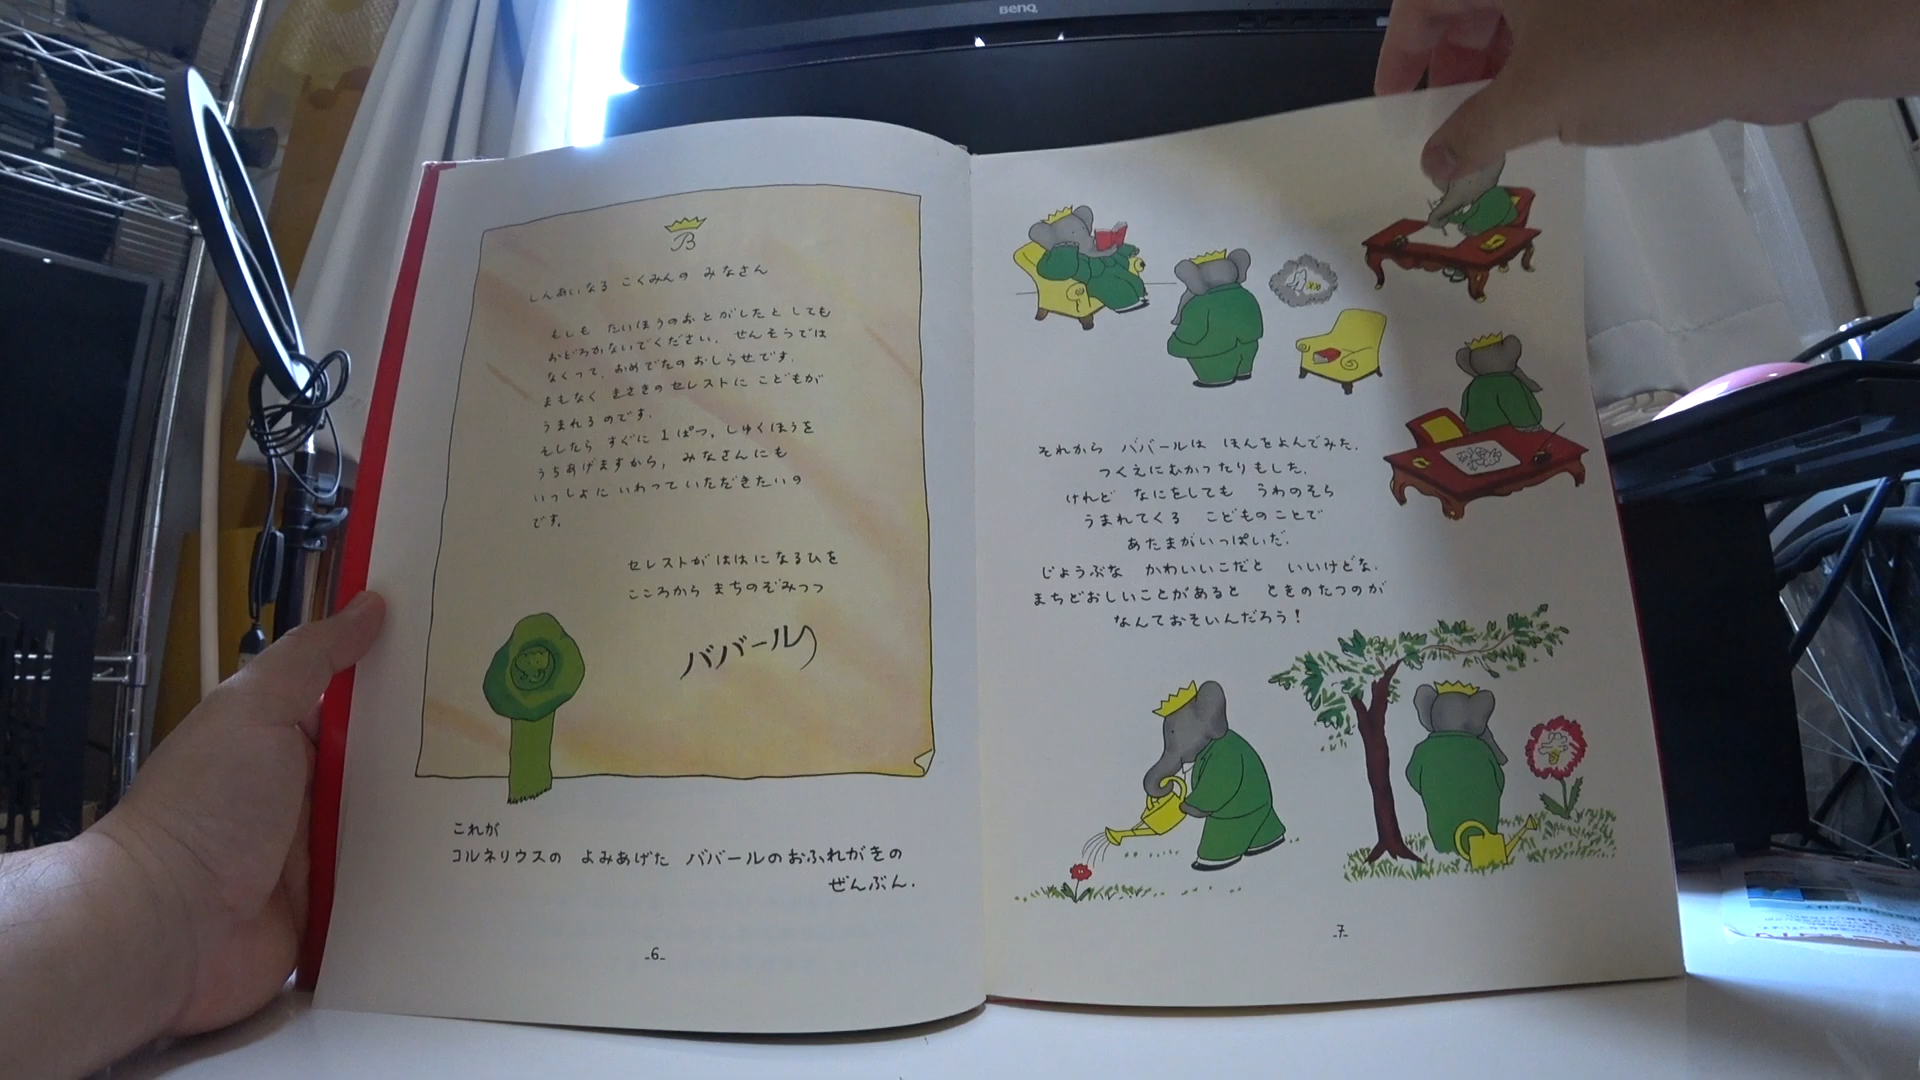 BenQ
B
しんあいなる こくみんの みなさん
もしも たいほうのおとがしたと しても
おどろかないでください。せんそうでは
なくって、おめでたの おしらせです。
まもなく きさきのセレストに こどもが
うまれるのです。
そしたら すぐに 1ぱつ、しゅくほうを
うちあげますから、みなさんにも
いっしょに いわって いただきたいの
です。
セレストが ははになるひを
こころから まちのぞみつつ
ババール
これが
コルネリウスの よみあげた ババールのおふれがきの
ぜんぶん.
-6-
それから ババールは ほんをよんでみた.
つくえにむかったりもした.
けれど なにをしても うわのそら
うまれてくる こどものことで
あたまがいっぱいだ.
じょうぶな かわいいこだと いいけどな.
まちどおしいことがあると ときのたつのが
なんておそいんだろう！
-7-